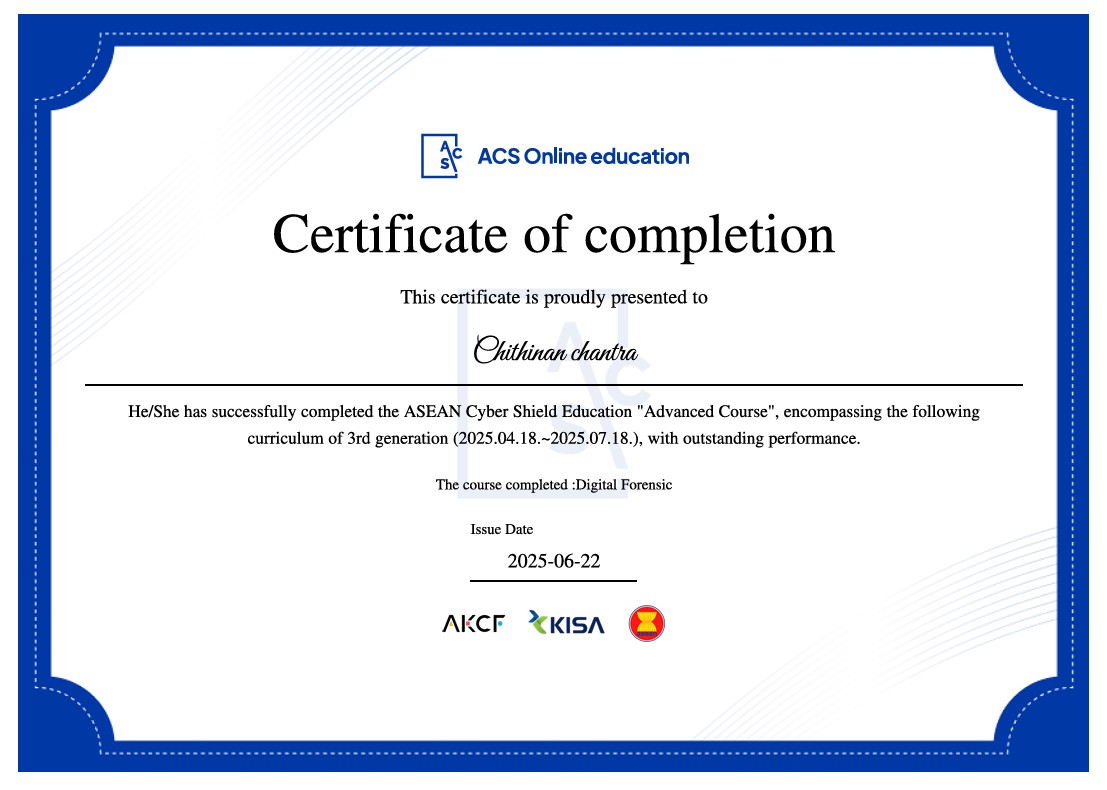 ACS
ACS Online education
Certificate of completion
This certificate is proudly presented to
Chithinan chantra
He/She has successfully completed the ASEAN Cyber Shield Education "Advanced Course", encompassing the following
curriculum of 3rd generation (2025.04.18.~2025.07.18.), with outstanding performance.
The course completed :Digital Forensic
Issue Date
2025-06-22
AKCF KISA